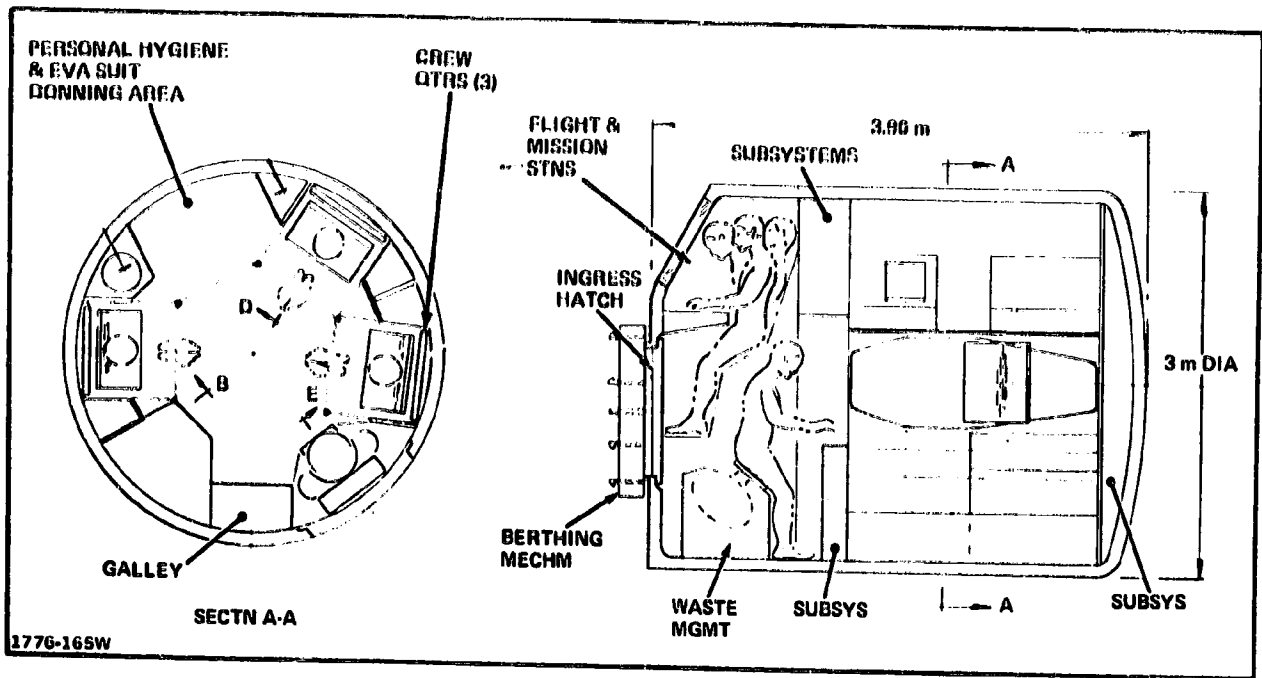 PERSONAL HYGIENE
& EVA SUIT
DONNING AREA
CREW
QTRS (3)
FLIGHT &
MISSION
STNS
SUBSYSTEMS
3.90 m
A
INGRESS
HATCH
D
B
E
3 m DIA
BERTHING
MECHM
GALLEY
WASTE
MGMT
SUBSYS
A
SUBSYS
SECTN A-A
1776-165W